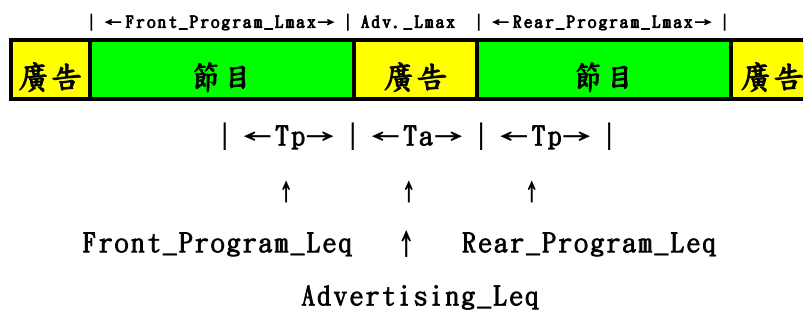 | ←Front_Program_Lmax→ | Adv._Lmax | ←Rear_Program_Lmax→ |
廣告 節目 廣告 節目 廣告
| ←Tp→ | ←Ta→ | ←Tp→ |
↑ ↑ ↑
Front_Program_Leq ↑ Rear_Program_Leq
Advertising_Leq